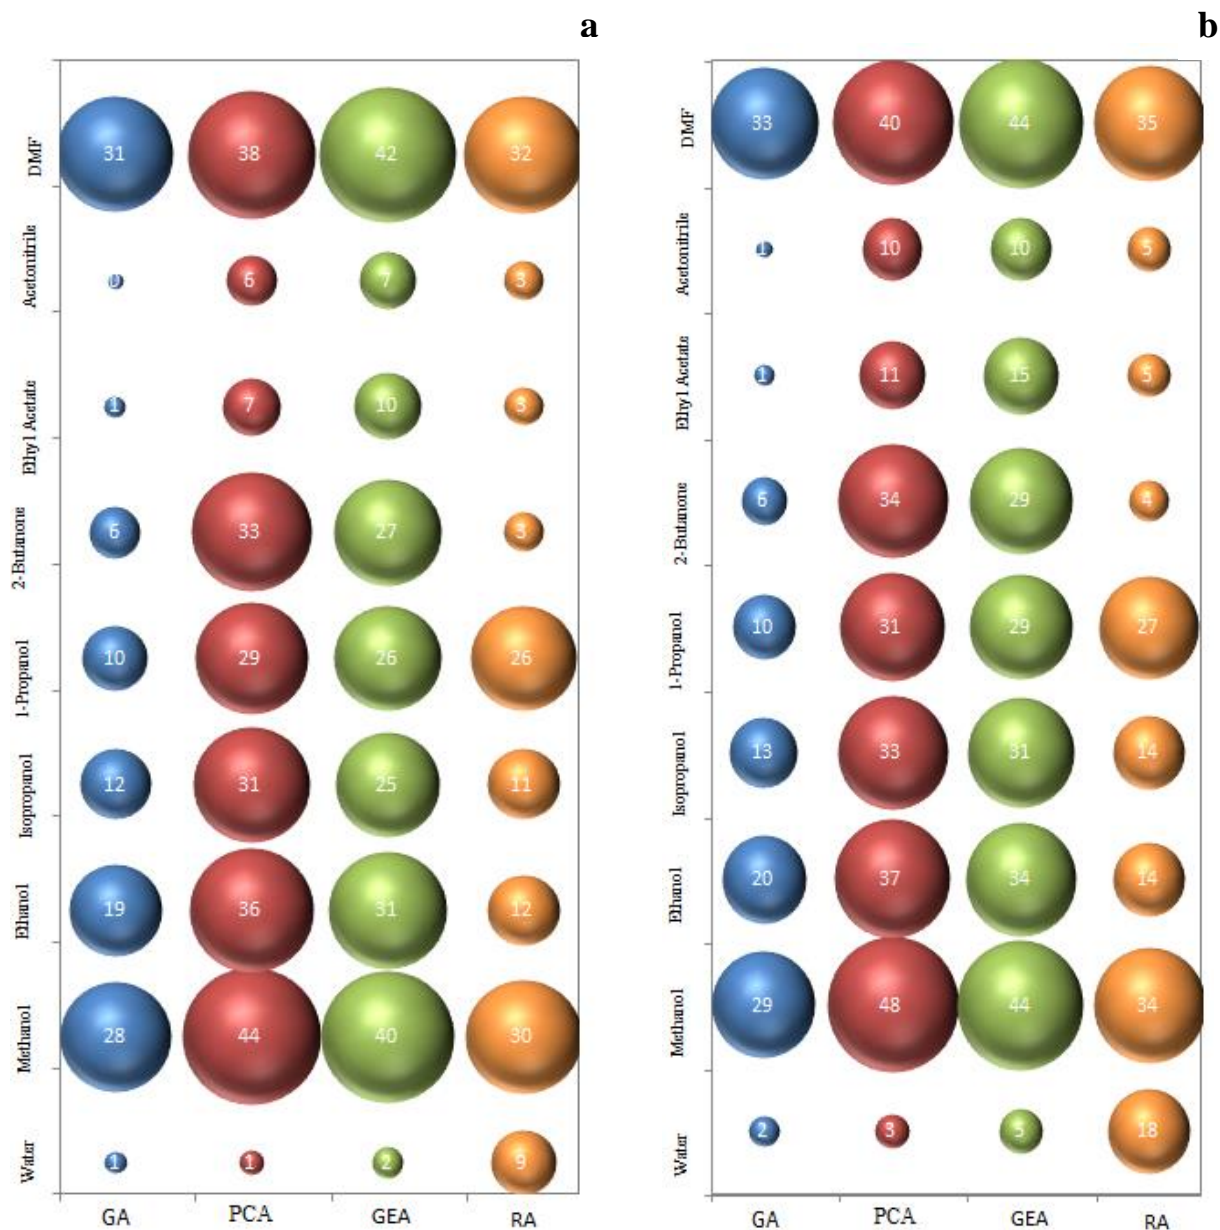 a
DMF 31 38 42 32
Acetonitrile 0 6 7 3
Ehyl Acetate 1 7 10 3
2-Butanone 6 33 27 3
1-Propanol 10 29 26 26
Isopropanol 12 31 25 11
Ethanol 19 36 31 12
Methanol 28 44 40 30
Water 1 1 2 9
GA PCA GEA RA
b
DMF 33 40 44 35
Acetonitrile 1 10 10 5
Ehyl Acetate 1 11 15 5
2-Butanone 6 34 29 4
1-Propanol 10 31 29 27
Isopropanol 13 33 31 14
Ethanol 20 37 34 14
Methanol 29 48 44 34
Water 2 3 5 18
GA PCA GEA RA